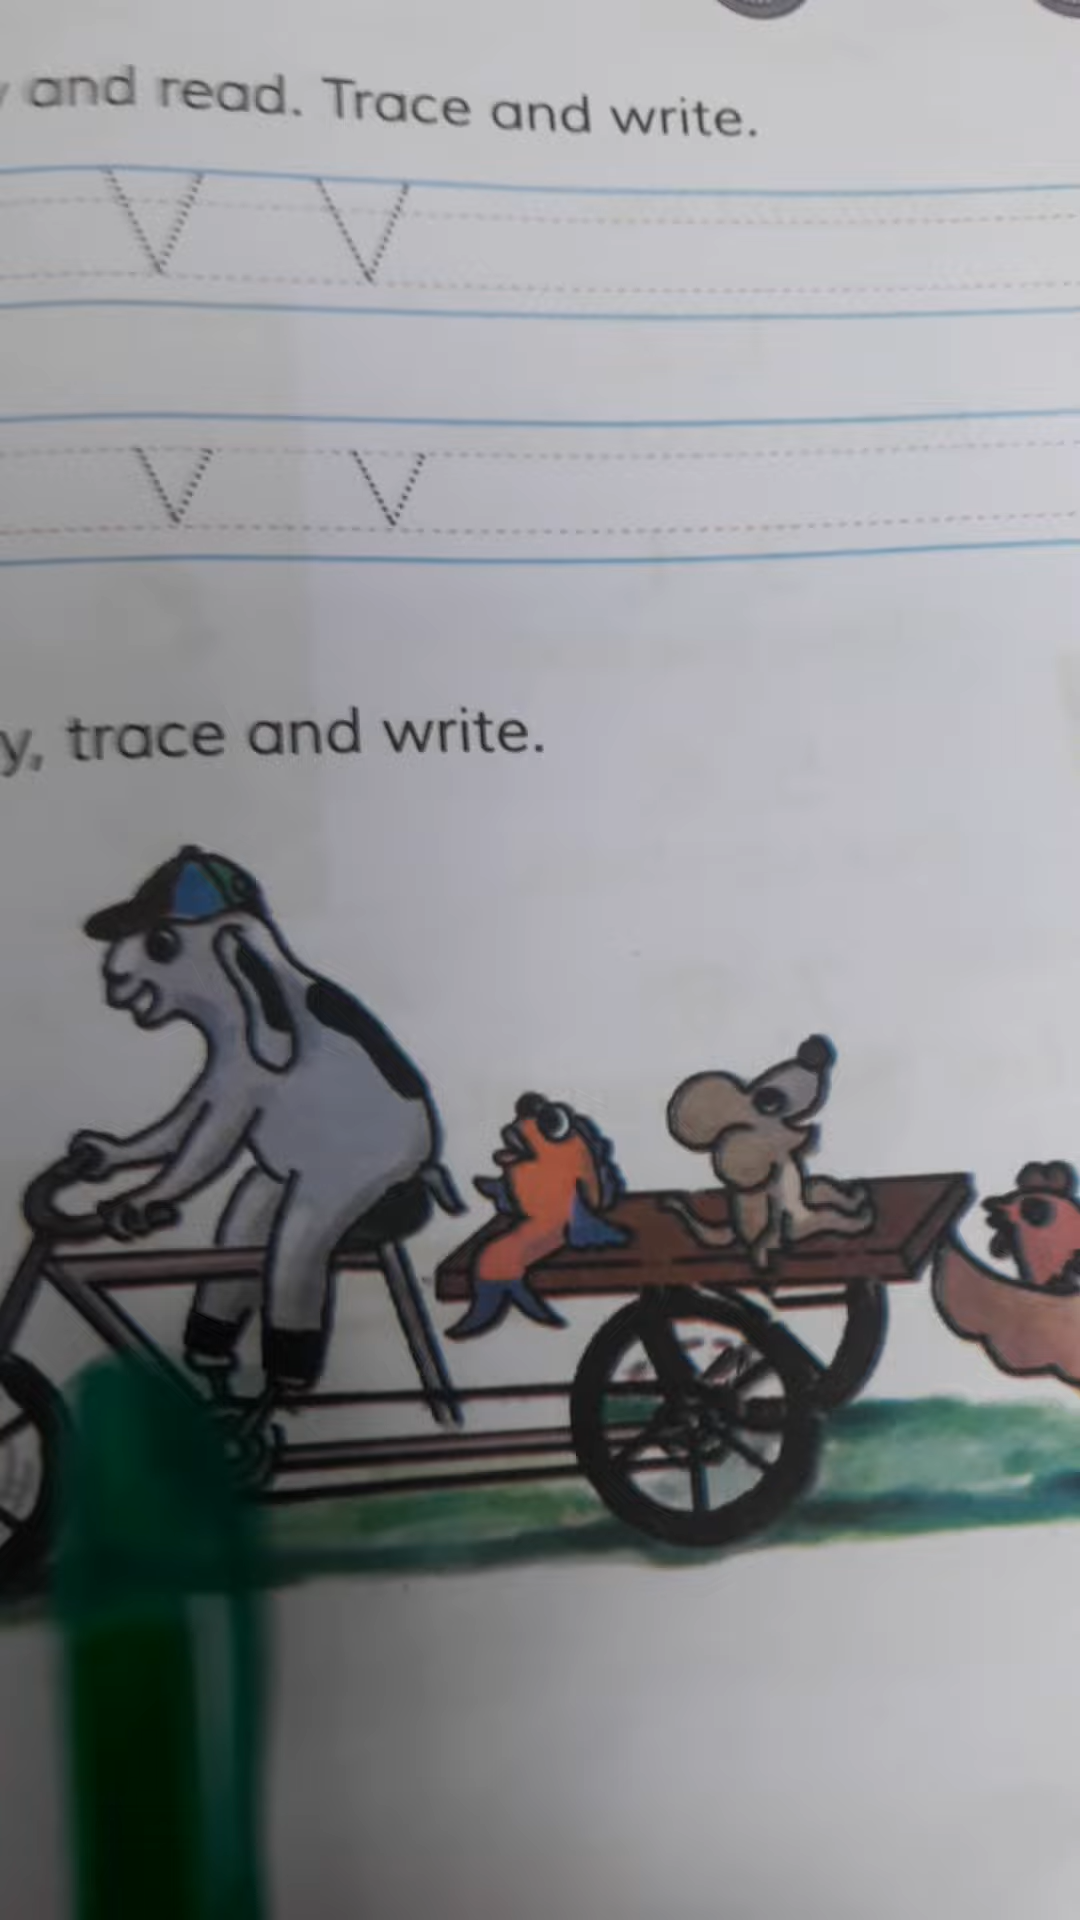 and read. Trace and write.
V V
v v
y, trace and write.